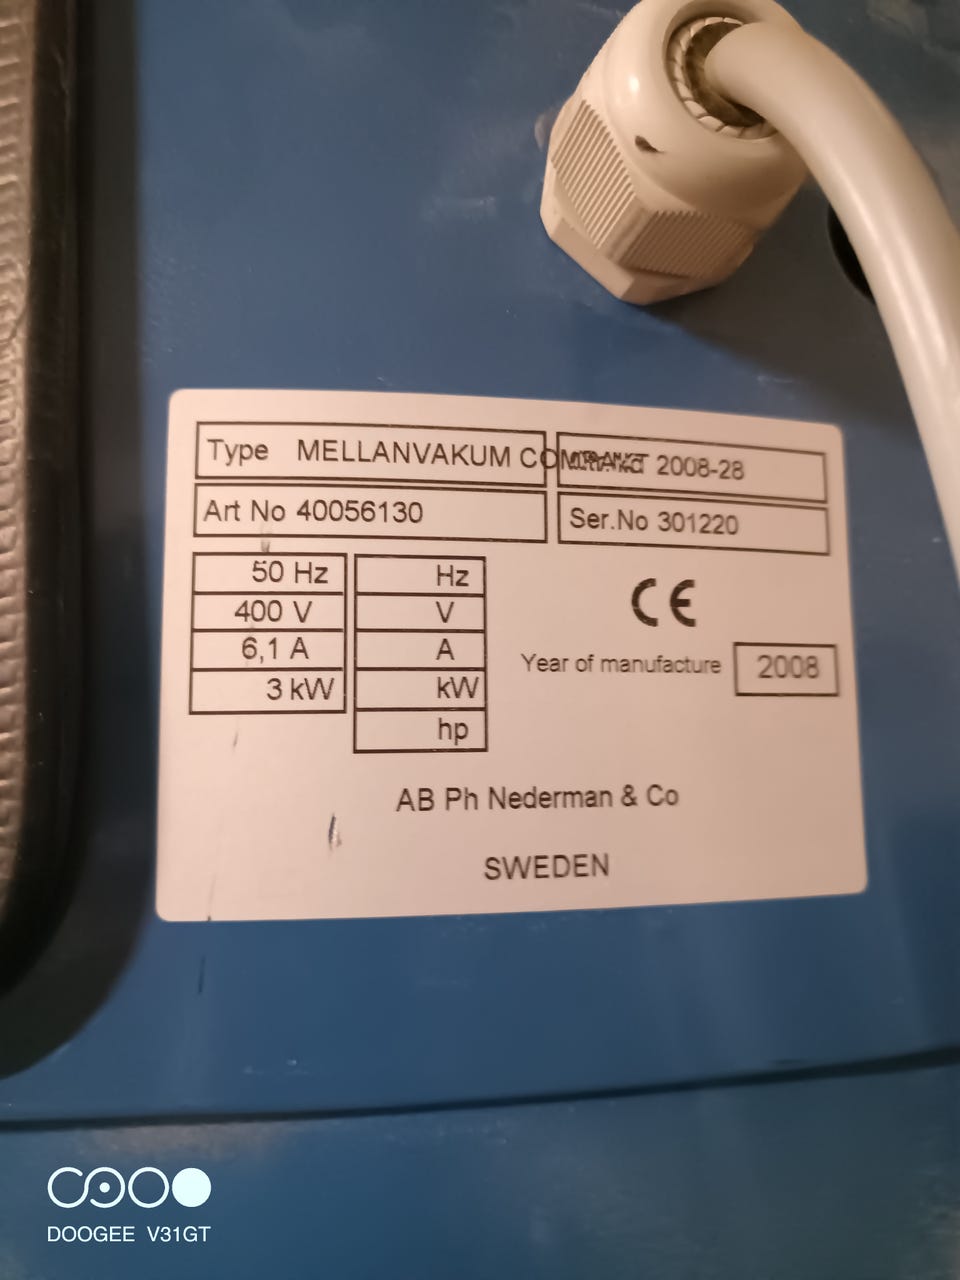 Type MELLANVAKUM COMPAKT 2008-28
Art No 40056130
Ser.No 301220
50 Hz
400 V
6,1 A
3 kW
Hz
V
A
kW
hp
CE
Year of manufacture 2008
AB Ph Nederman & Co
SWEDEN
DOOGEE V31GT